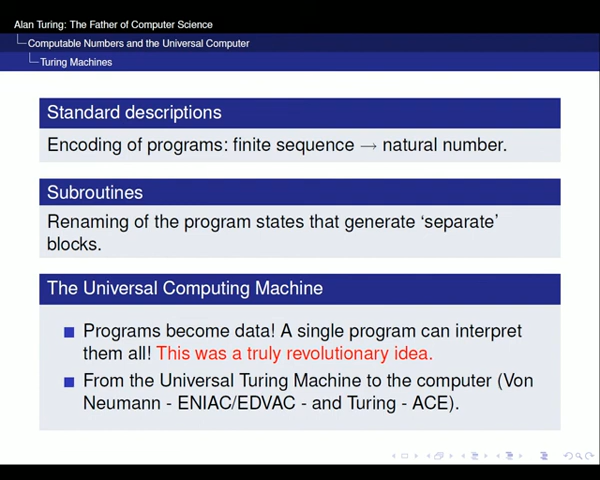 Alan Turing: The Father of Computer Science
Computable Numbers and the Universal Computer
Turing Machines
Standard descriptions
Encoding of programs: finite sequence → natural number.
Subroutines
Renaming of the program states that generate ‘separate’
blocks.
The Universal Computing Machine
Programs become data! A single program can interpret
them all! This was a truly revolutionary idea.
From the Universal Turing Machine to the computer (Von
Neumann - ENIAC/EDVAC - and Turing - ACE).